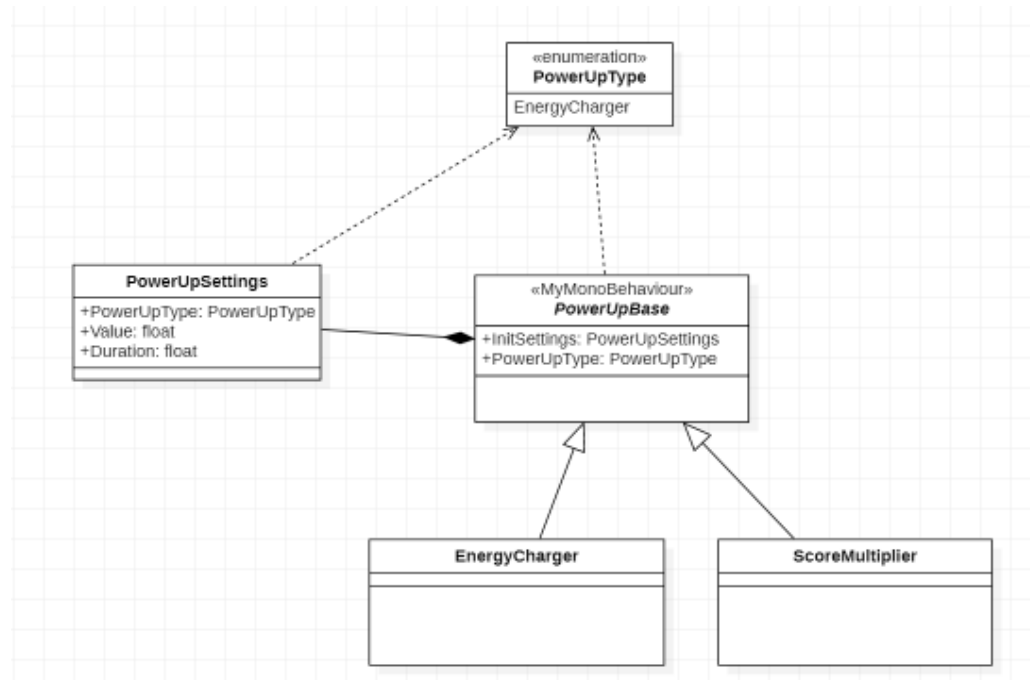 «enumeration»
PowerUpType
EnergyCharger
PowerUpSettings
+PowerUpType: PowerUpType
+Value: float
+Duration: float
«MyMonoBehaviour»
PowerUpBase
+InitSettings: PowerUpSettings
+PowerUpType: PowerUpType
EnergyCharger
ScoreMultiplier